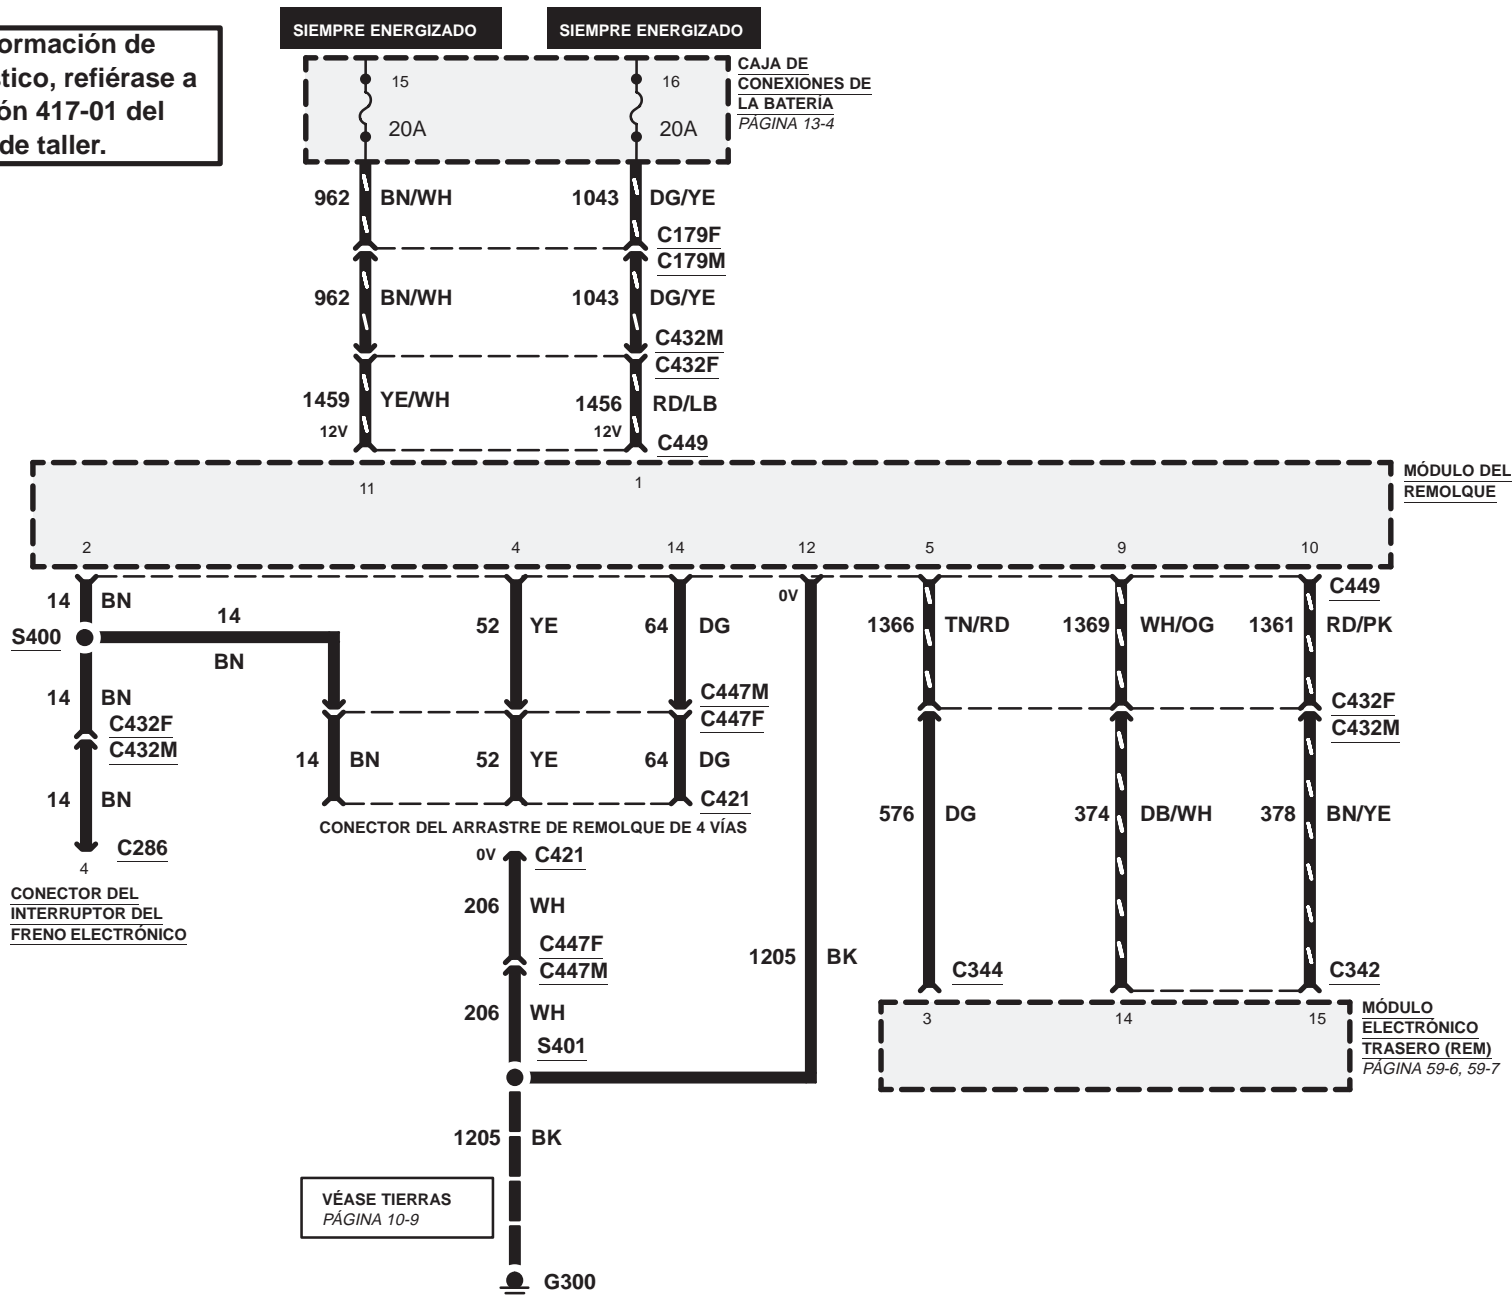 SIEMPRE ENERGIZADO
SIEMPRE ENERGIZADO
ormación de
stico, refiérase a
ón 417-01 del
de taller.
15
20A
16
20A
CAJA DE
CONEXIONES DE
LA BATERÍA
PÁGINA 13-4
962 BN/WH
1043 DG/YE
C179F
C179M
962 BN/WH
1043 DG/YE
C432M
C432F
1459 YE/WH
12V
1456 RD/LB
12V
C449
MÓDULO DEL
REMOLQUE
11
1
2
4
14
12
5
9
10
C449
14 BN
0V
S400
14
BN
52 YE
64 DG
1366 TN/RD
1369 WH/OG
1361 RD/PK
14 BN
C432F
C432M
C447M
C447F
C432F
C432M
14 BN
52 YE
64 DG
14 BN
C421
576 DG
374 DB/WH
378 BN/YE
CONECTOR DEL ARRASTRE DE REMOLQUE DE 4 VÍAS
C286
4
CONECTOR DEL
INTERRUPTOR DEL
FRENO ELECTRÓNICO
0V
C421
206 WH
C447F
C447M
1205 BK
C344
C342
206 WH
S401
3
14
15
MÓDULO
ELECTRÓNICO
TRASERO (REM)
PÁGINA 59-6, 59-7
1205 BK
VÉASE TIERRAS
PÁGINA 10-9
G300